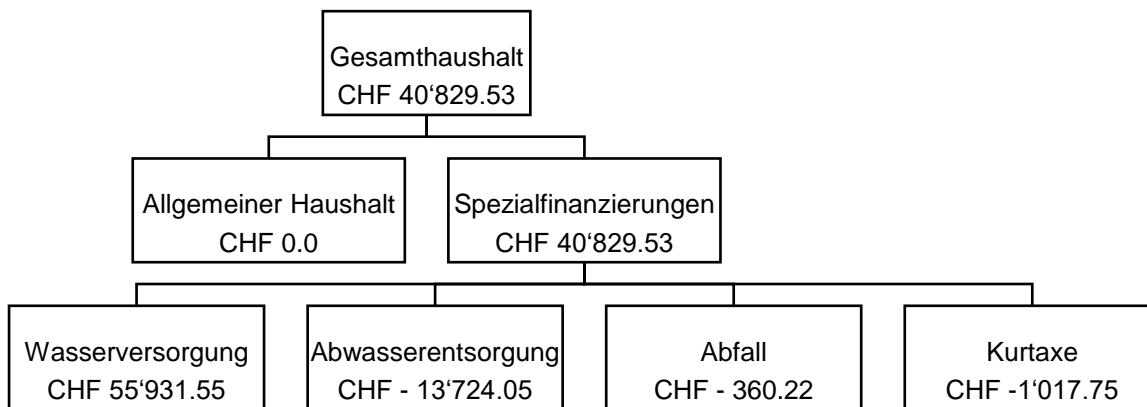 Gesamthaushalt
CHF 40‘829.53
Allgemeiner Haushalt
CHF 0.0
Spezialfinanzierungen
CHF 40‘829.53
Wasserversorgung
CHF 55‘931.55
Abwasserentsorgung
CHF - 13‘724.05
Abfall
CHF - 360.22
Kurtaxe
CHF -1‘017.75